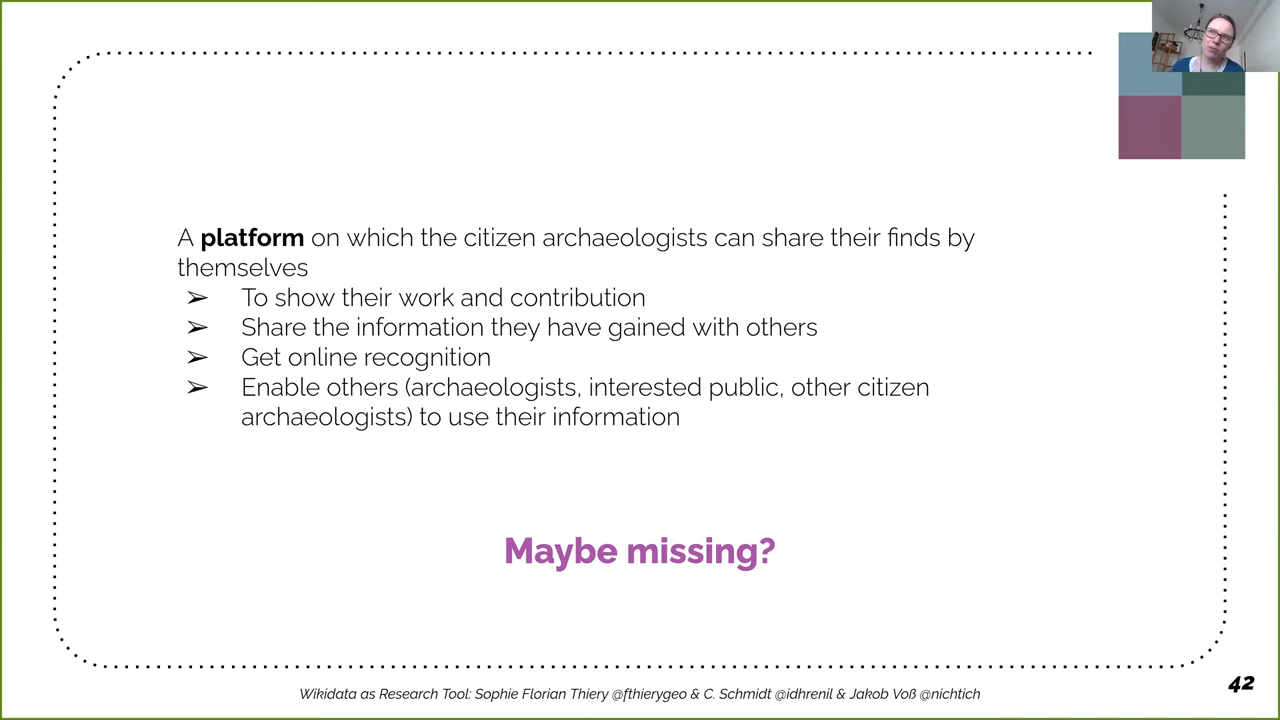 A platform on which the citizen archaeologists can share their finds by
themselves
➢ To show their work and contribution
➢ Share the information they have gained with others
➢ Get online recognition
➢ Enable others (archaeologists, interested public, other citizen
archaeologists) to use their information
Maybe missing?
Wikidata as Research Tool: Sophie Florian Thiery @fthierygeo & C. Schmidt @idhrenil & Jakob Voß @nichtich
42